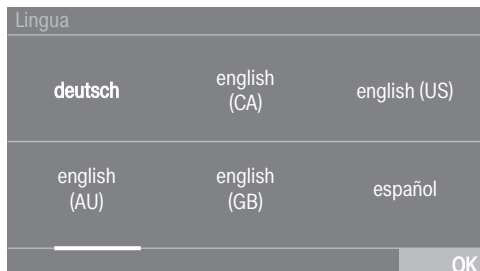 Lingua
deutsch
english
(CA)
english (US)
english
(AU)
english
(GB)
español
OK